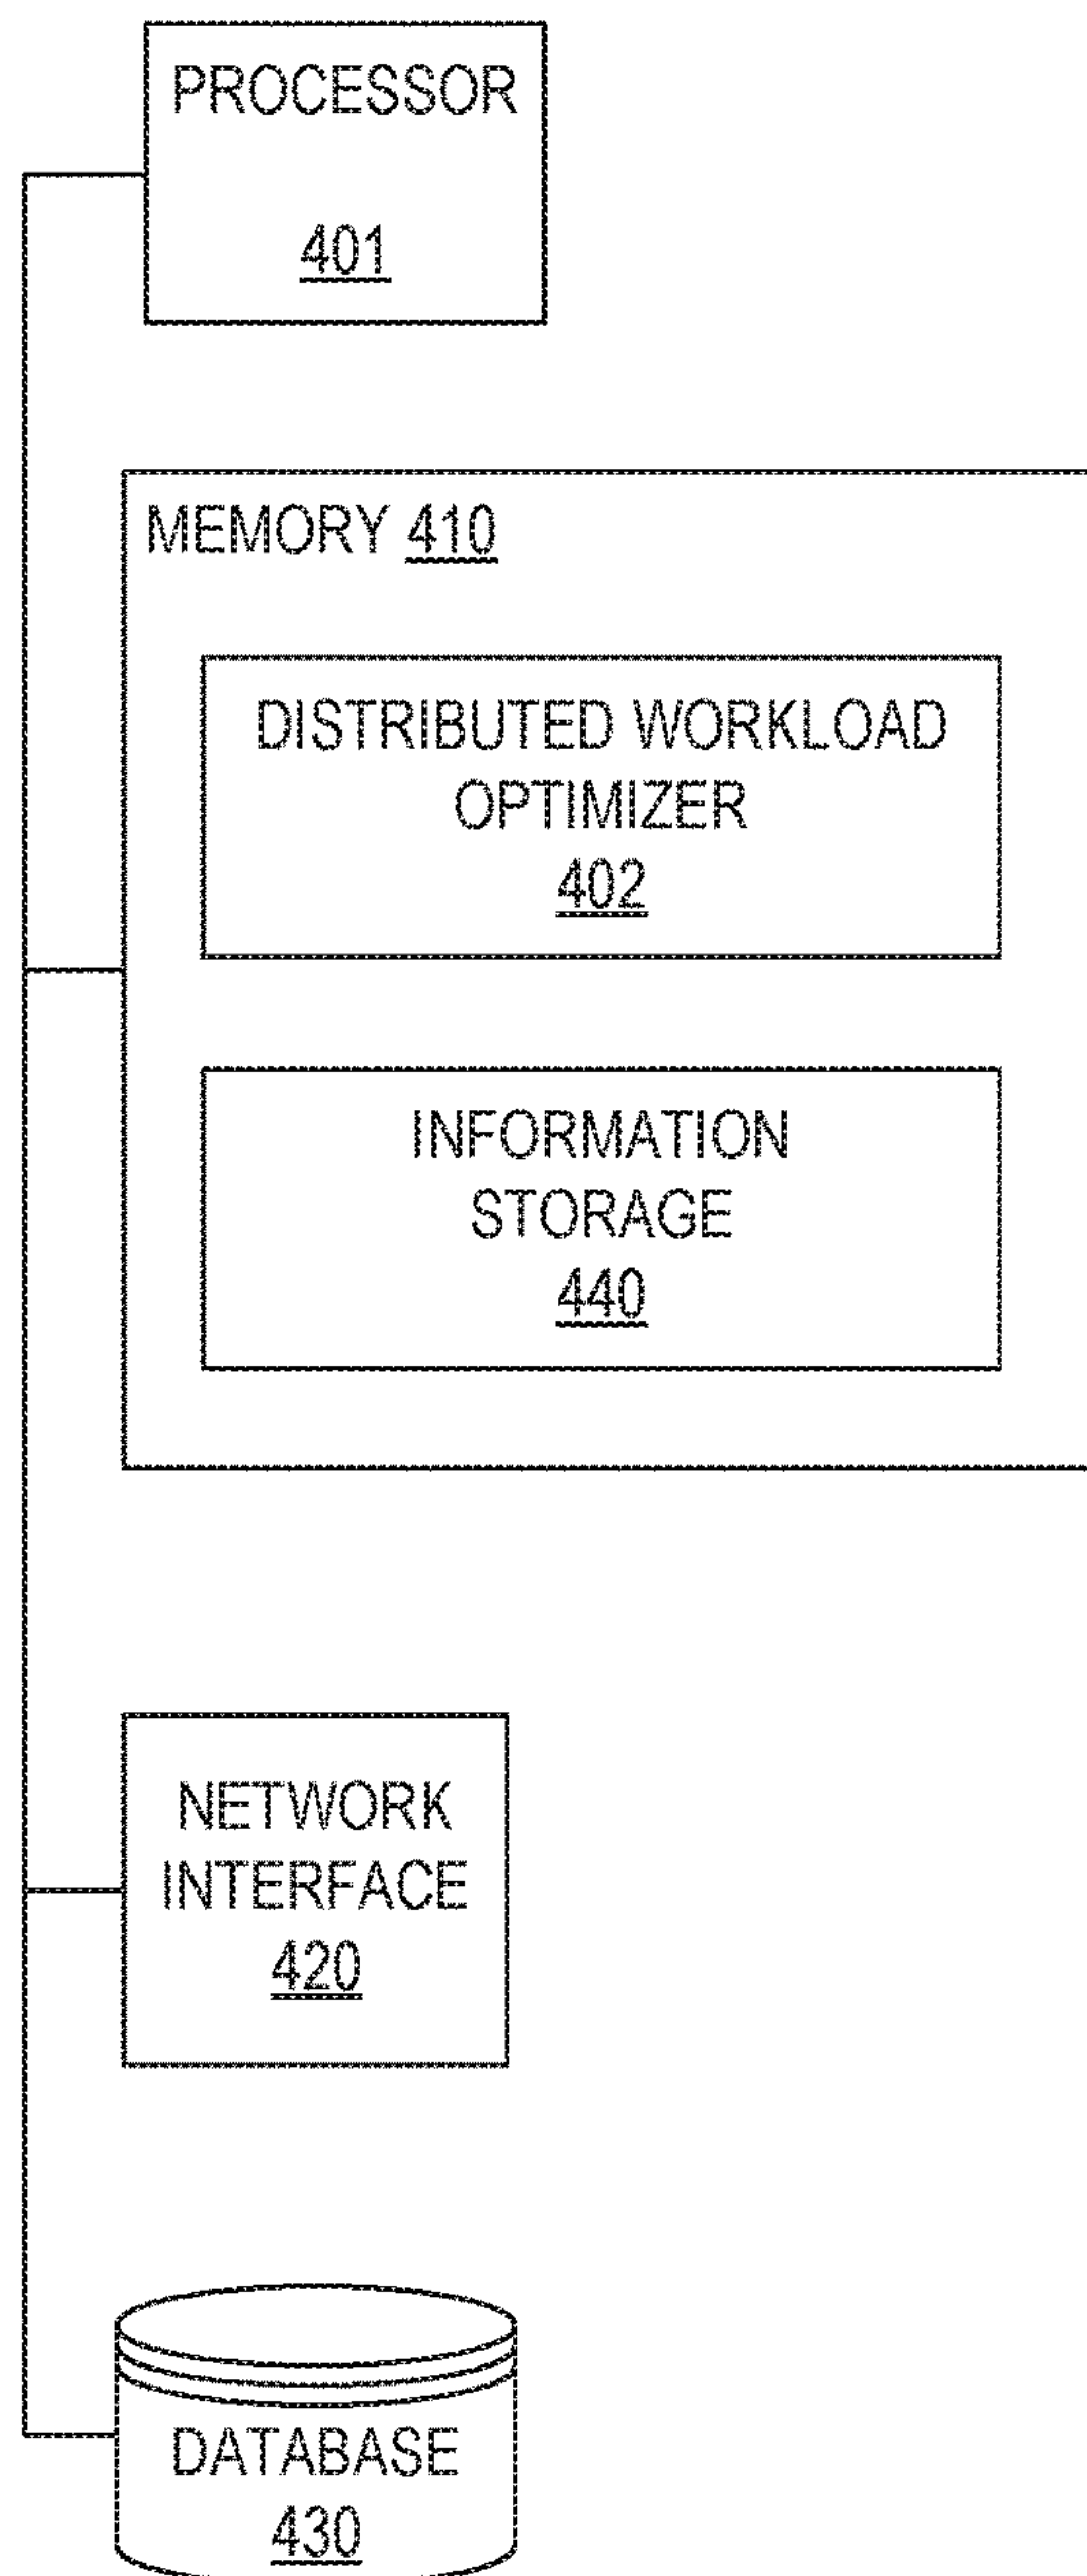 PROCESSOR
401
MEMORY 410
DISTRIBUTED WORKLOAD
OPTIMIZER
402
INFORMATION
STORAGE
440
NETWORK
INTERFACE
420
DATABASE
430